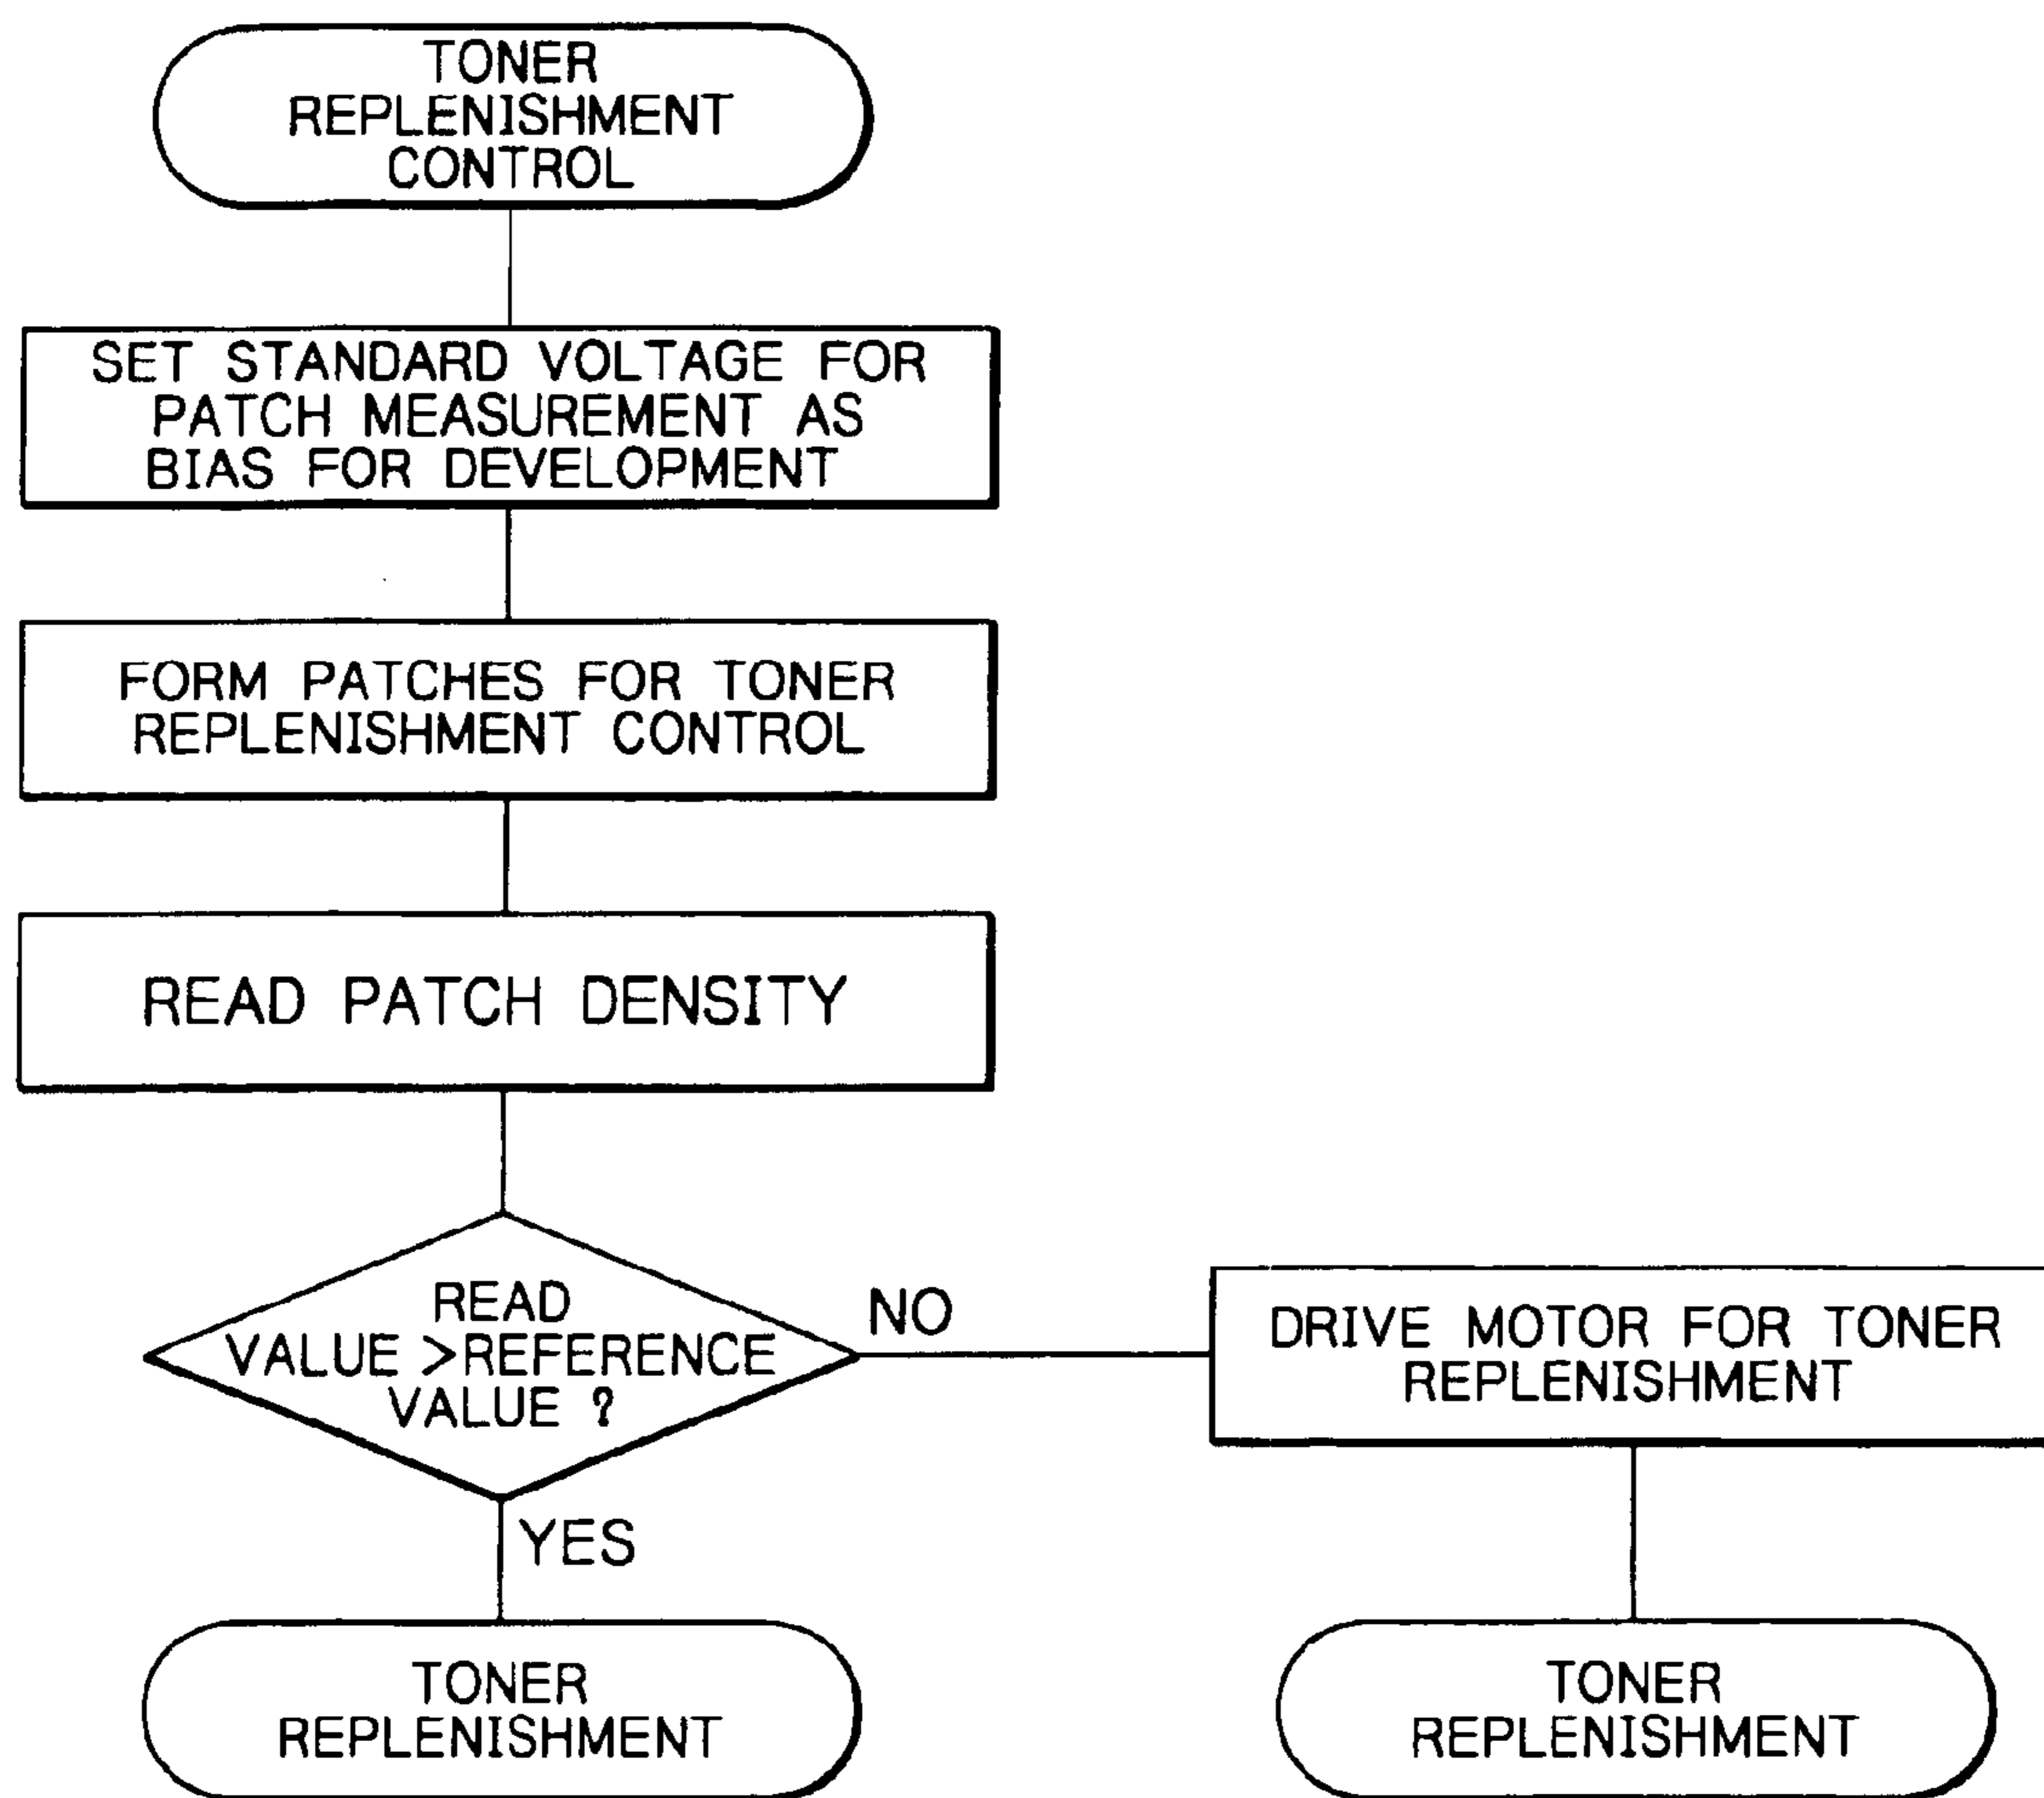 TONER
REPLENISHMENT
CONTROL
SET STANDARD VOLTAGE FOR
PATCH MEASUREMENT AS
BIAS FOR DEVELOPMENT
FORM PATCHES FOR TONER
REPLENISHMENT CONTROL
READ PATCH DENSITY
READ
VALUE >REFERENCE
VALUE ?
NO
DRIVE MOTOR FOR TONER
REPLENISHMENT
YES
TONER
REPLENISHMENT
TONER
REPLENISHMENT